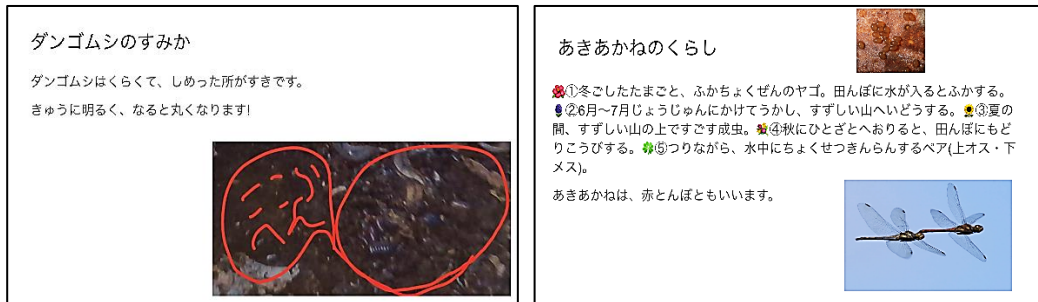 ダンゴムシのすみか
ダンゴムシはくらくて、しめった所がすきです。
きゅうに明るく、なると丸くなります!
あきあかねのくらし
🌺①冬ごしたたまごと、ふかちょくぜんのヤゴ。田んぼに水が入るとふかする。
②6月〜7月じょうじゅんにかけてうかし、すずしい山へいどうする。🌻③夏の
間、すずしい山の上ですごす成虫。④秋にひとざとへおりると、田んぼにもど
りこうびする。🍀⑤つりながら、水中にちょくせつきんらんするペア(上オス・下
メス)。
あきあかねは、赤とんぼともいいます。